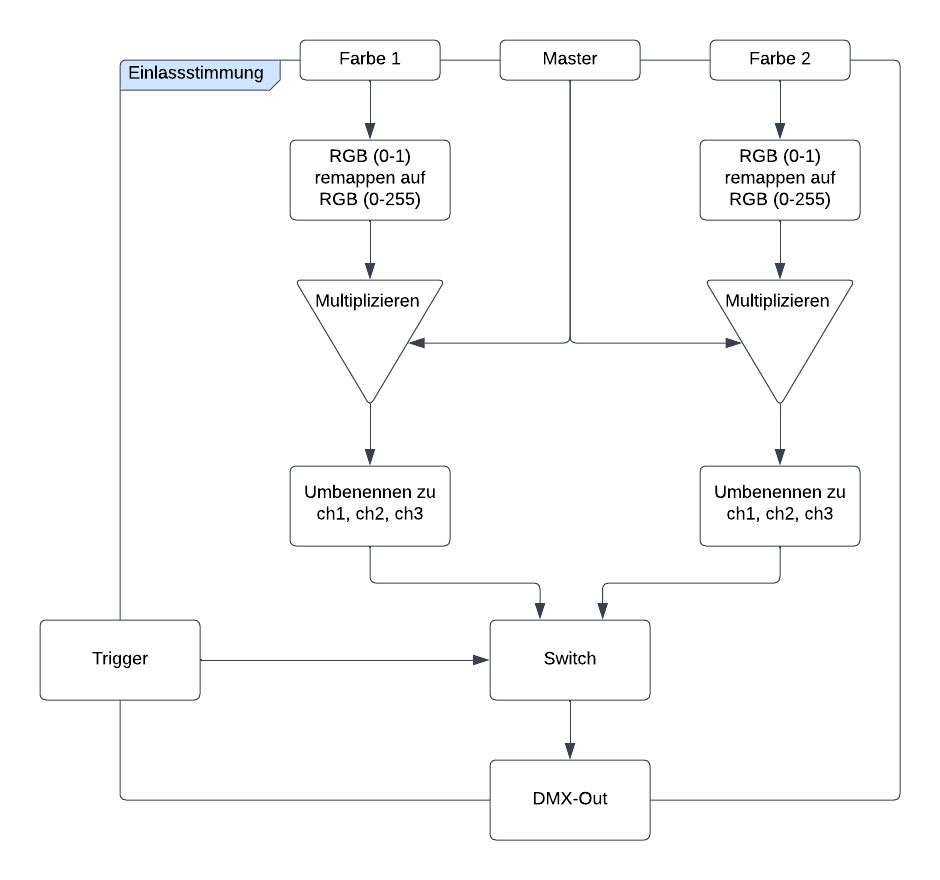 Einlassstimmung
Farbe 1
Master
Farbe 2
RGB (0-1)
remappen auf
RGB (0-255)
RGB (0-1)
remappen auf
RGB (0-255)
Multiplizieren
Multiplizieren
Umbenennen zu
ch1, ch2, ch3
Umbenennen zu
ch1, ch2, ch3
Trigger
Switch
DMX-Out